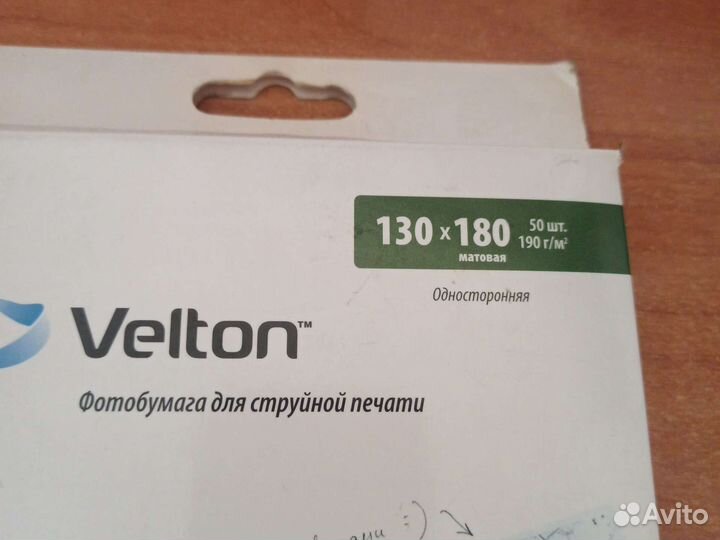 130 x 180 50 шт.
190 г/м²
матовая
Односторонняя
Velton™
Фотобумага для струйной печати
Avito